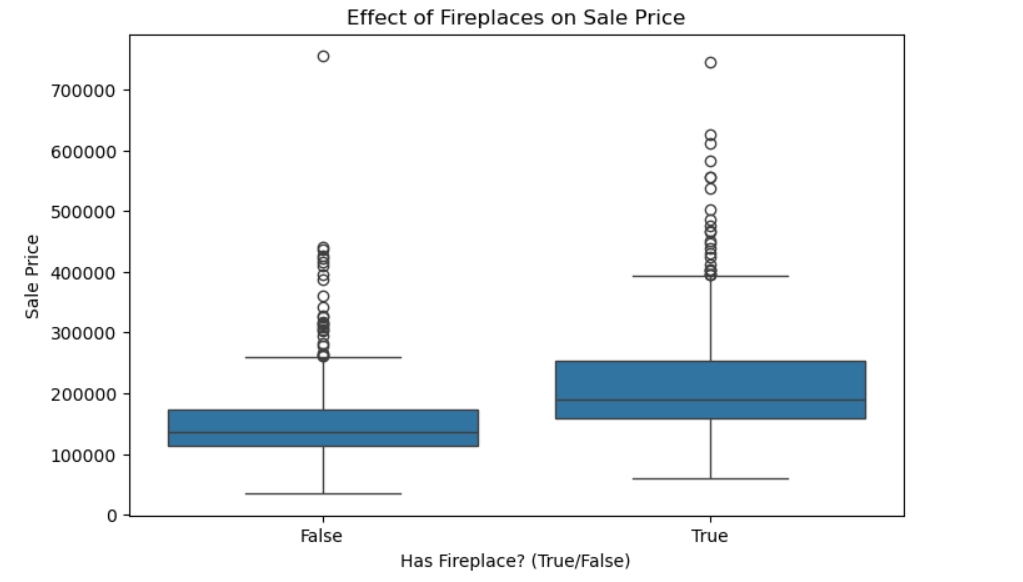 Effect of Fireplaces on Sale Price
700000
600000
500000
400000
300000
200000
100000
0
Sale Price
False
True
Has Fireplace? (True/False)